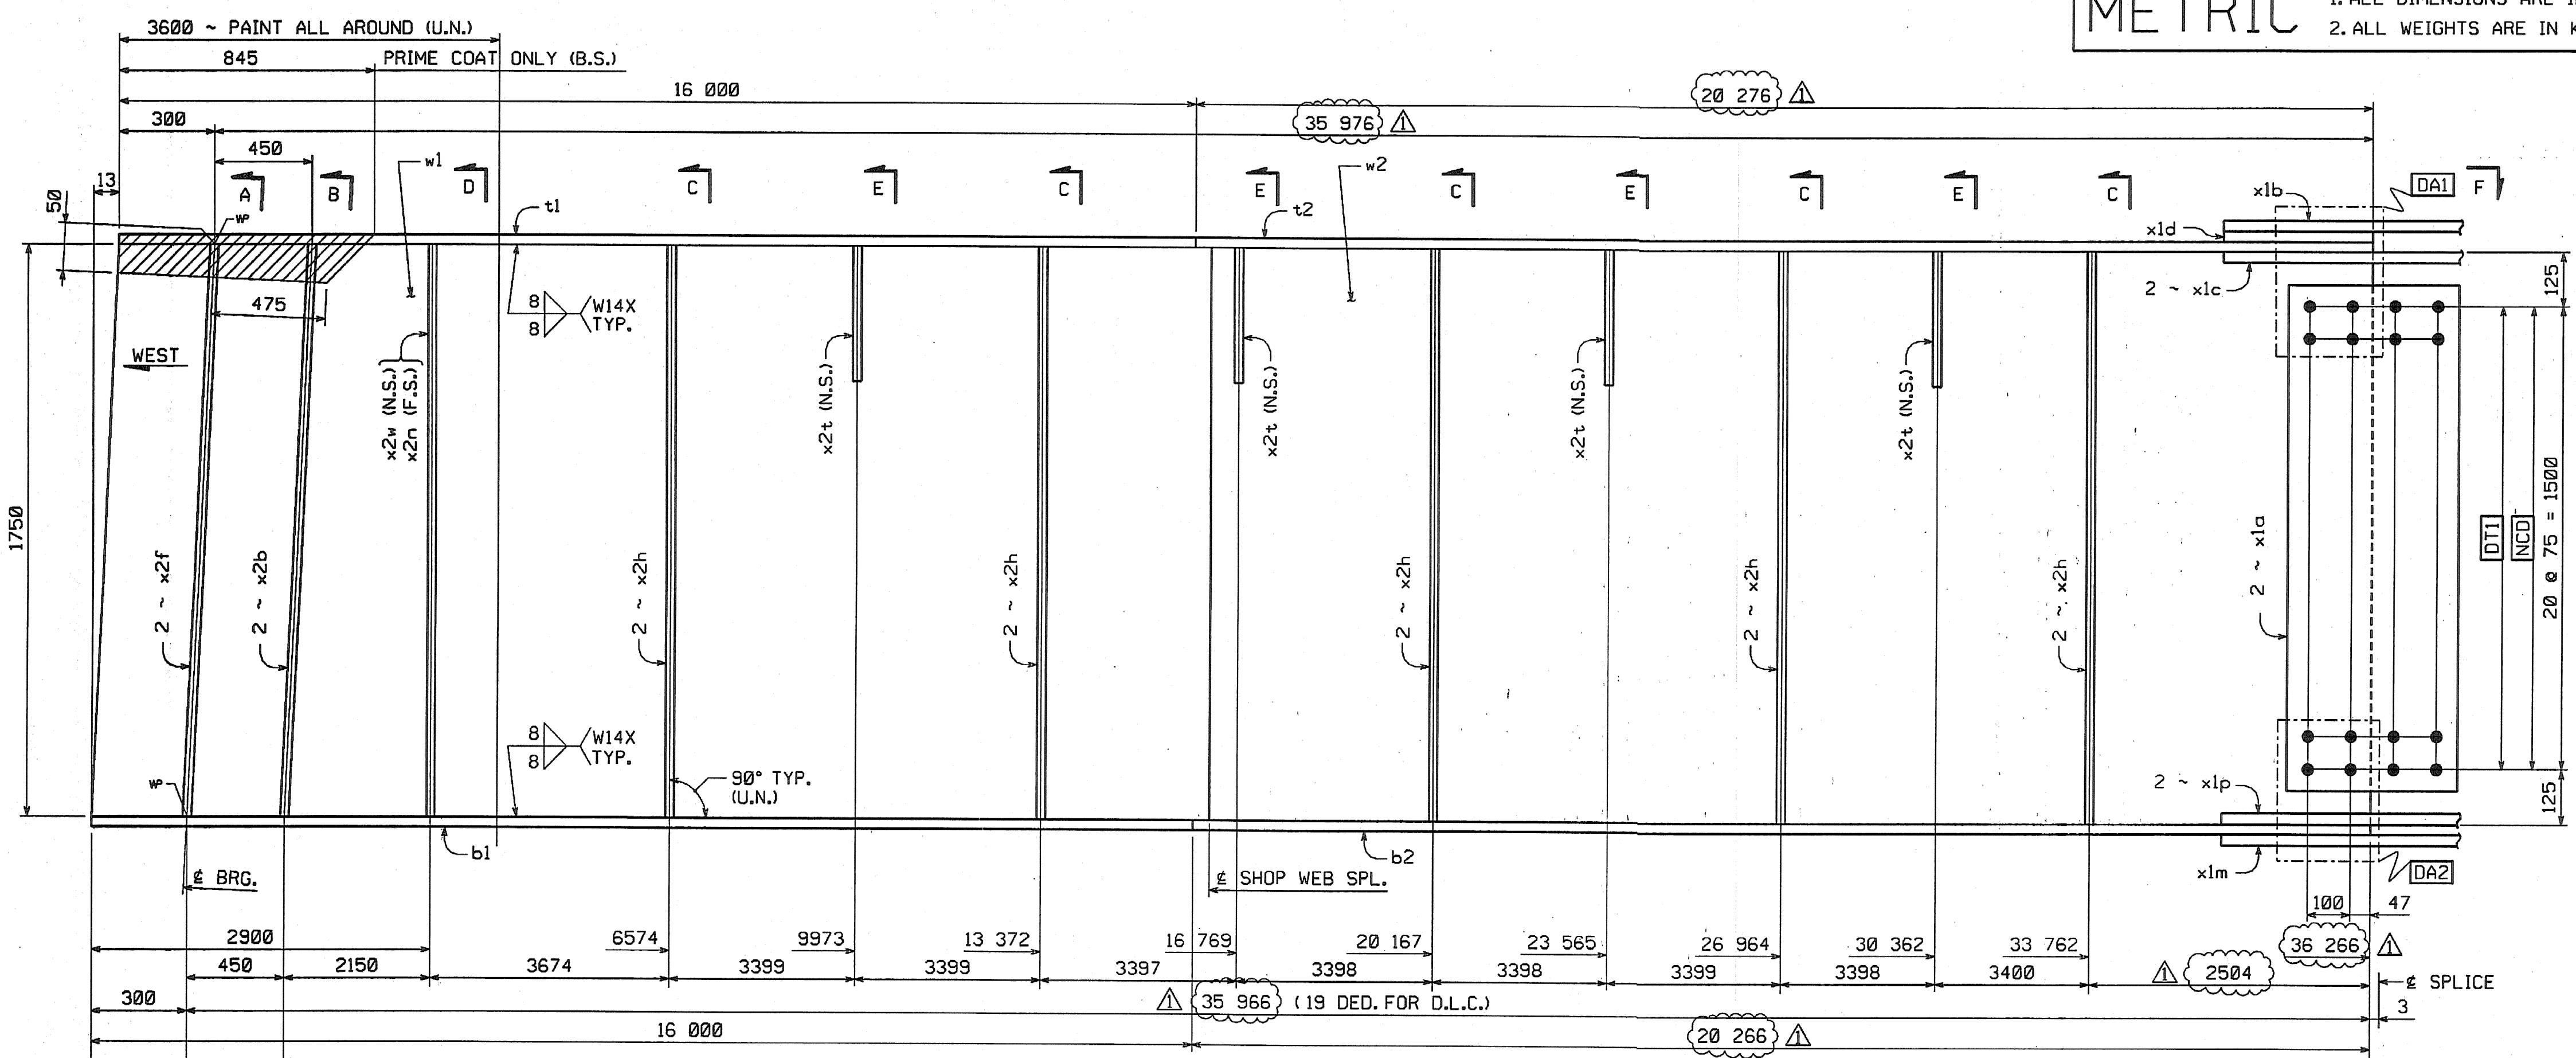 METRIC
2. ALL WEIGHTS ARE IN
3600 ~ PAINT ALL AROUND (U.N.)
845 PRIME COAT ONLY (B.S.)
16 000
20 276 1
300
35 976 1
450
13
50
A
B
w1
D
C
E
C
E
w2
C
E
C
E
C
x1b
DA1
F
WP
t1
t2
x1d
2 ~ x1c
125
475
8
8
W14X
TYP.
WEST
x2w (N.S.)
x2n (F.S.)
x2t (N.S.)
x2t (N.S.)
x2t (N.S.)
x2t (N.S.)
1750
2 ~ x2f
2 ~ x2b
2 ~ x2h
2 ~ x2h
2 ~ x2h
2 ~ x2h
2 ~ x2h
2 ~ x1a
DT1
NCD
20 @ 75 = 1500
8
8
W14X
TYP.
90° TYP.
(U.N.)
WP
2 ~ x1p
125
b1
b2
x1m
DA2
℄ BRG.
℄ SHOP WEB SPL.
100
47
2900
6574
9973
13 372
16 769
20 167
23 565
26 964
30 362
33 762
36 266 1
450
2150
3674
3399
3399
3397
3398
3398
3399
3398
3400
1 2504
℄ SPLICE
300
1 35 966 (19 DED. FOR D.L.C.)
3
16 000
20 266 1